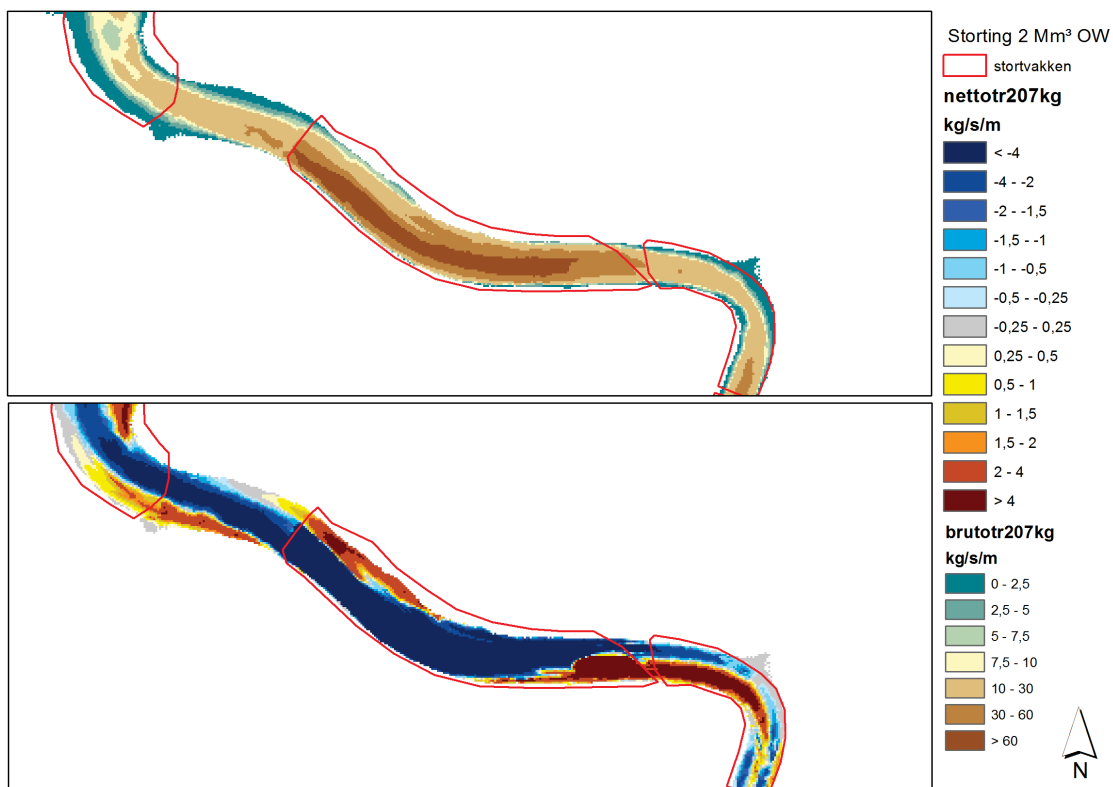 Storting 2 Mm³ OW
stortvakken
nettotr207kg
kg/s/m
< -4
-4 - -2
-2 - -1,5
-1,5 - -1
-1 - -0,5
-0,5 - -0,25
-0,25 - 0,25
0,25 - 0,5
0,5 - 1
1 - 1,5
1,5 - 2
2 - 4
> 4
brutotr207kg
kg/s/m
0 - 2,5
2,5 - 5
5 - 7,5
7,5 - 10
10 - 30
30 - 60
> 60
N